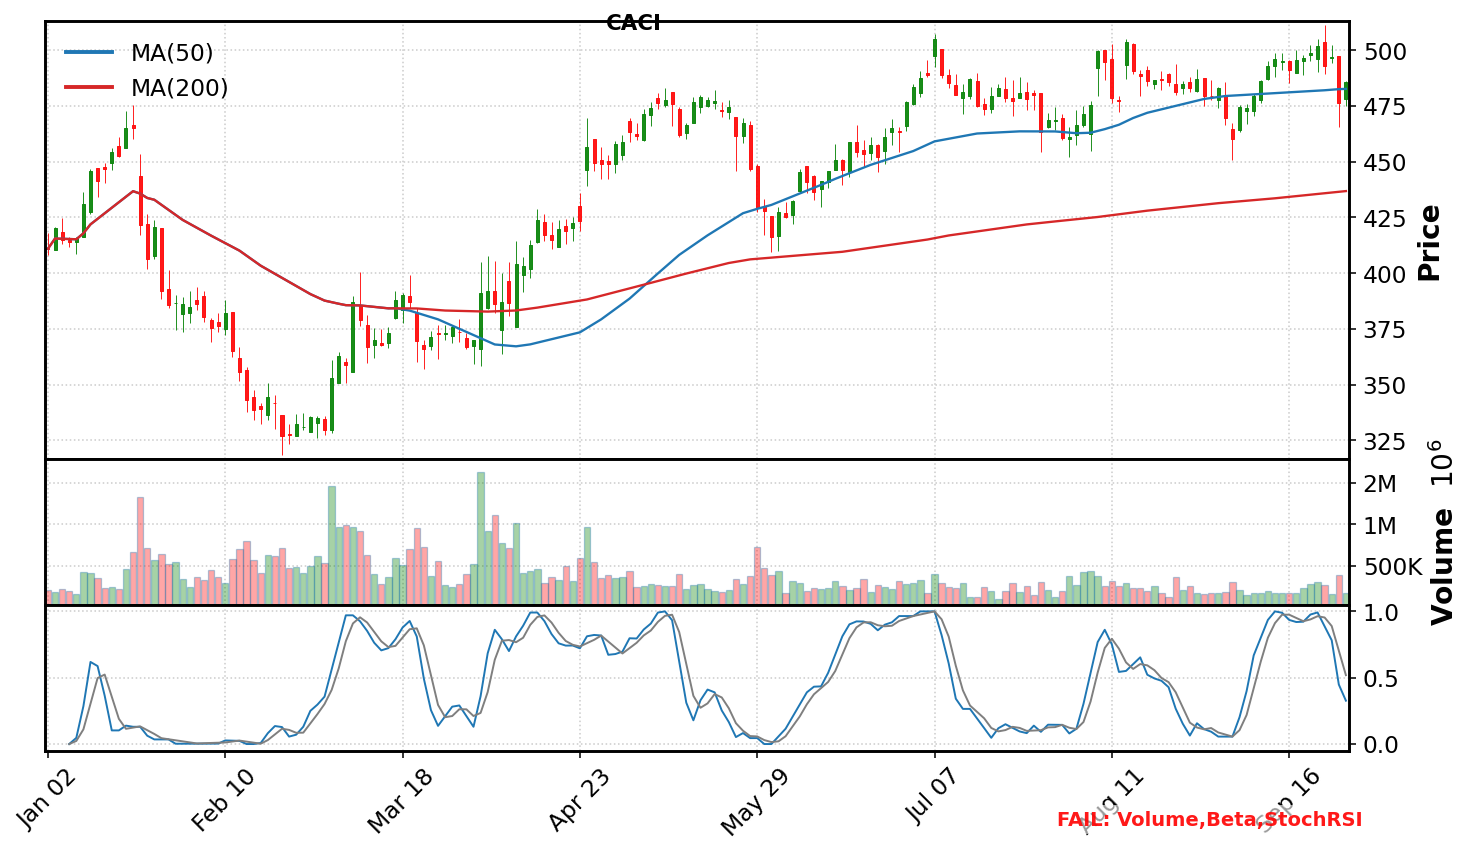 CACI
MA(50)
MA(200)
500
475
450
425
400
375
350
325
Price
2M
1M
500K
Volume 10⁶
1.0
0.5
0.0
Jan 02
Feb 10
Mar 18
Apr 23
May 29
Jul 07
Aug 11
Sep 16
FAIL: Volume,Beta,StochRSI